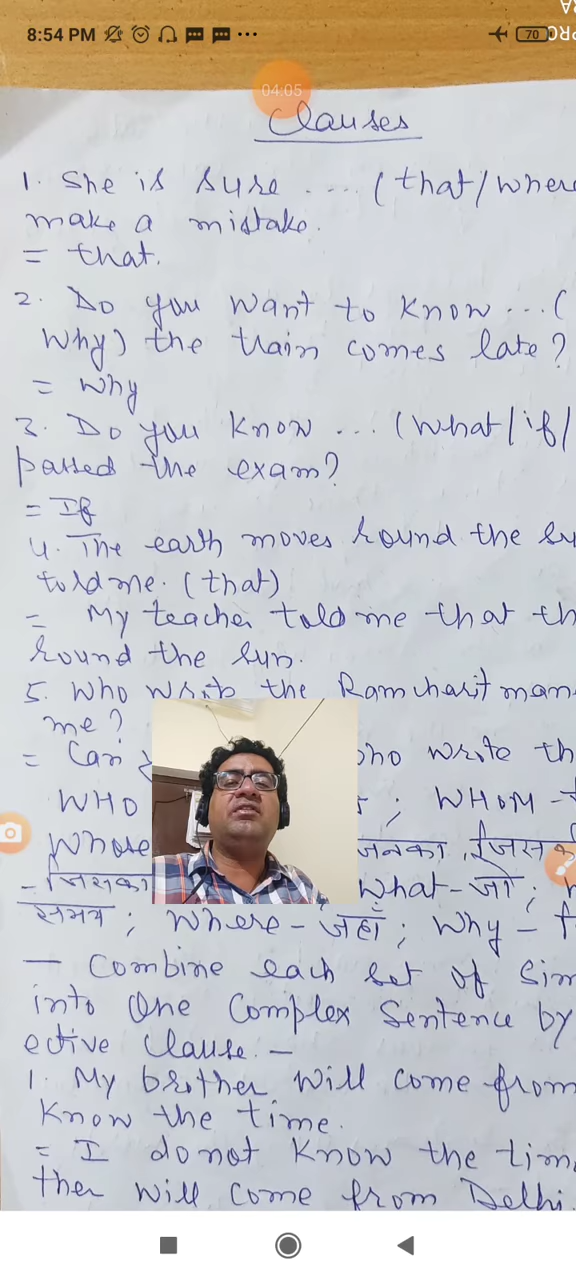 8:54 PM
70
04:05
Clauses
1. She is sure .... (that/where
make a mistake.
= that.
2. Do you want to know ... (
Why) the train comes late?
= Why
3. Do you know ... (what/if/
passed the exam?
= If
4. The earth moves round the su
told me. (that)
= My teacher told me that th
round the sun.
5. Who write the Ramcharitman
me?
= Can who write th
WHO ; WHOM -
Whose जिनका, जिस
- जिसका what - जो;
समय; where - जहाँ; Why -
- Combine each set of Sim
into One Complex Sentence by
ective clause. -
1. My brother will come from
know the time.
= I do not know the tim
ther will come from Delhi.